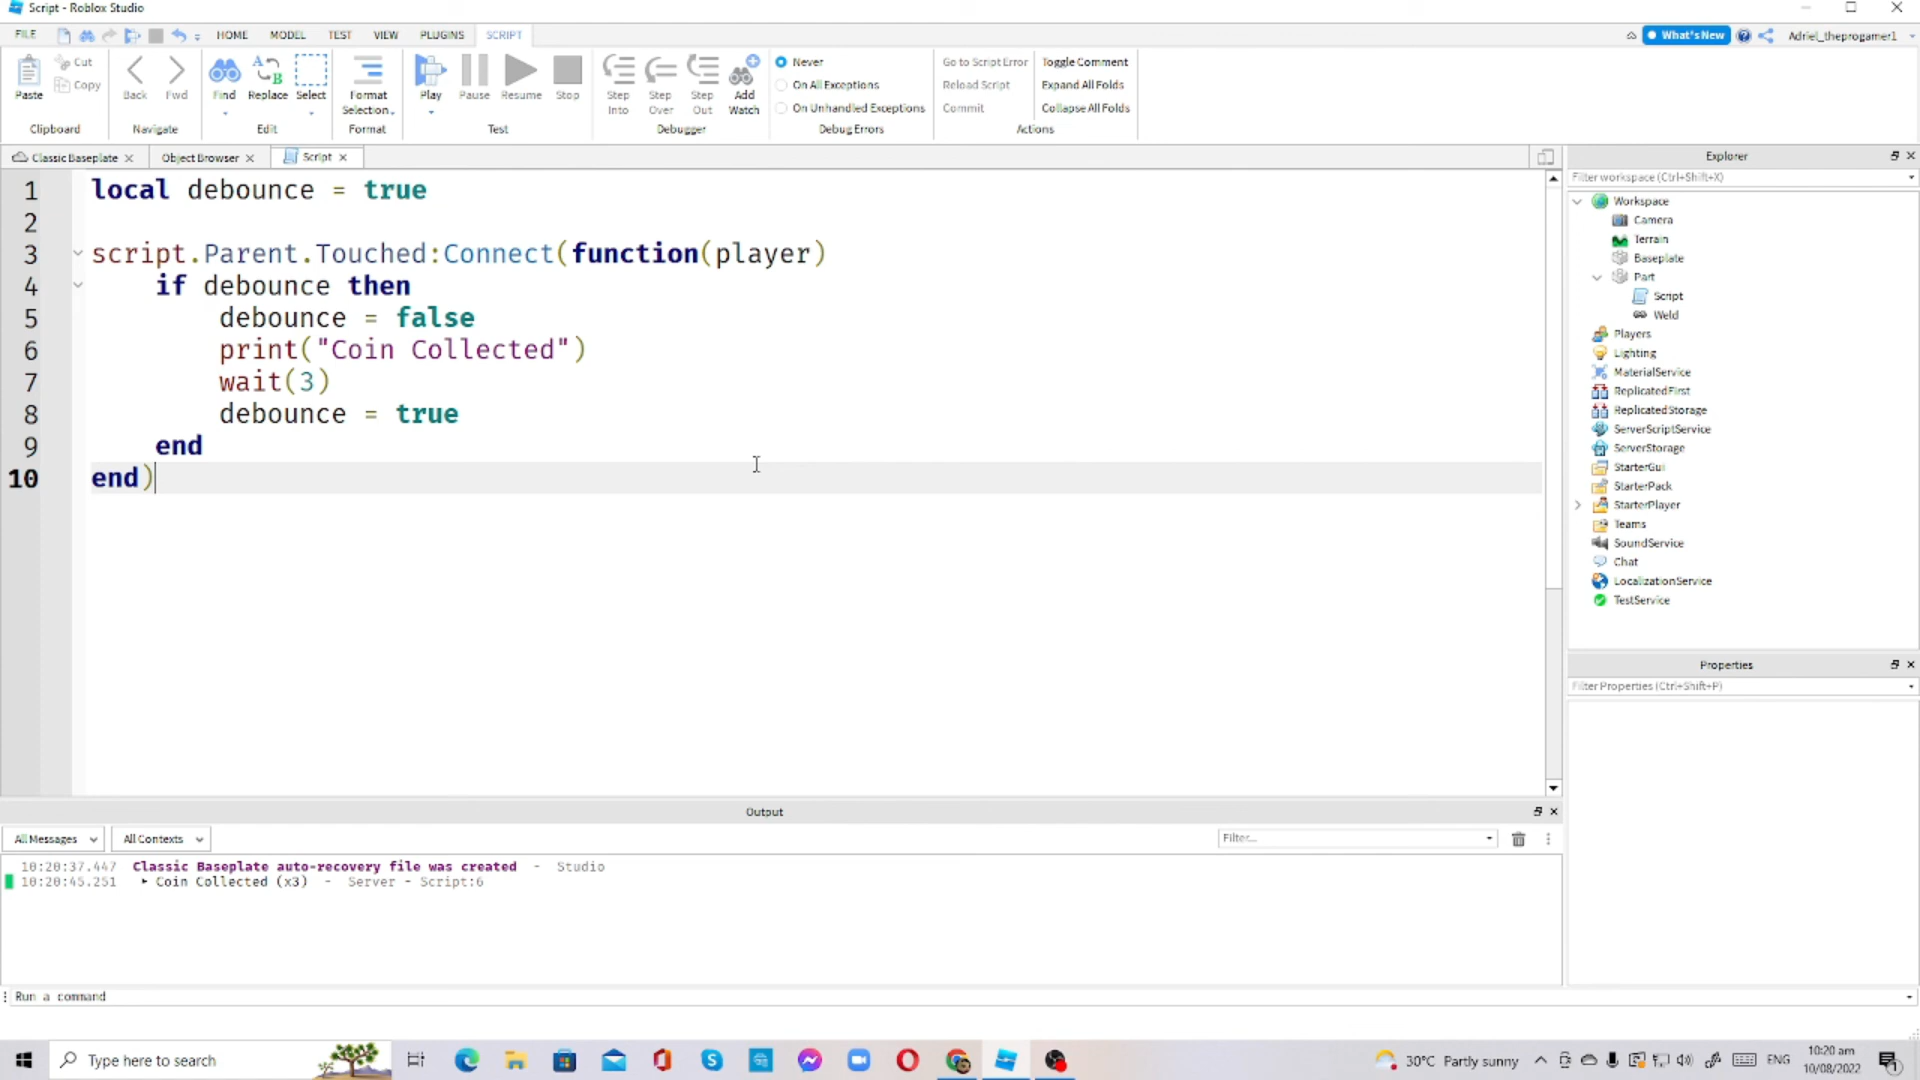 Script - Roblox Studio
FILE HOME MODEL TEST VIEW PLUGINS SCRIPT What's New Adriel_theprogamer1
Paste Cut Copy Back Fwd Find Replace Select Format Selection Play Pause Resume Stop Step Into Step Over Step Out Add Watch
Never
On All Exceptions
On Unhandled Exceptions
Go to Script Error
Reload Script
Commit
Toggle Comment
Expand All Folds
Collapse All Folds
Clipboard Navigate Edit Format Test Debugger Debug Errors Actions
Classic Baseplate Object Browser Script
1 local debounce = true
2
3 script.Parent.Touched:Connect(function(player)
4 if debounce then
5 debounce = false
6 print("Coin Collected")
7 wait(3)
8 debounce = true
9 end
10 end)
Explorer
Filter workspace (Ctrl+Shift+X)
Workspace
Camera
Terrain
Baseplate
Part
Script
Weld
Players
Lighting
MaterialService
ReplicatedFirst
ReplicatedStorage
ServerScriptService
ServerStorage
StarterGui
StarterPack
StarterPlayer
Teams
SoundService
Chat
LocalizationService
TestService
Properties
Filter Properties (Ctrl+Shift+P)
Output
All Messages All Contexts Filter...
10:20:37.447 Classic Baseplate auto-recovery file was created - Studio
10:20:45.251 Coin Collected (x3) - Server - Script:6
Run a command
Type here to search
30°C Partly sunny ENG
10:20 am
10/08/2022
1